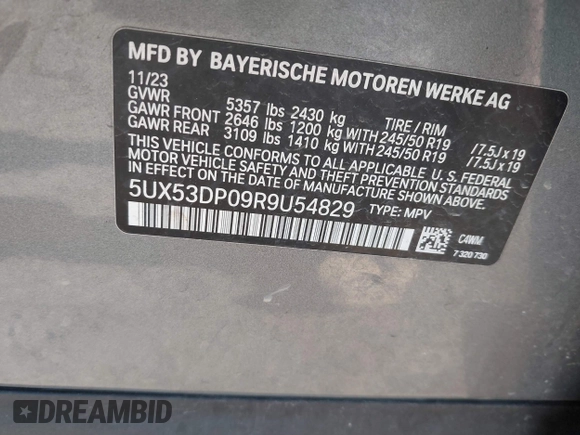 MFD BY BAYERISCHE MOTOREN WERKE AG
11/23
GVWR 5357 lbs 2430 kg TIRE / RIM
GAWR FRONT 2646 lbs 1200 kg WITH 245/50 R19 /7.5J x 19
GAWR REAR 3109 lbs 1410 kg WITH 245/50 R19 /7.5J x 19
THIS VEHICLE CONFORMS TO ALL APPLICABLE U.S. FEDERAL
MOTOR VEHICLE SAFETY, BUMPER, AND THEFT PREVENTION
STANDARDS IN EFFECT ON THE DATE OF MANUFACTURE SHOWN ABOVE.
5UX53DP09R9U54829 TYPE: MPV
C4WM
7 320 730
DREAMBID